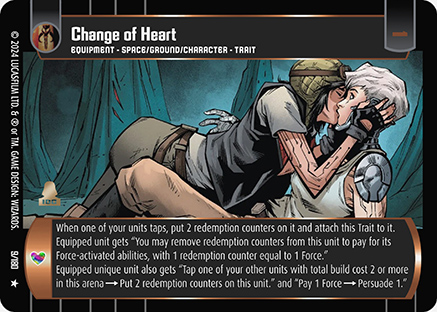 Change of Heart
EQUIPMENT - SPACE/GROUND/CHARACTER - TRAIT
When one of your units taps, put 2 redemption counters on it and attach this Trait to it.
Equipped unit gets “You may remove redemption counters from this unit to pay for its
Force-activated abilities, with 1 redemption counter equal to 1 Force.”
Equipped unique unit also gets “Tap one of your other units with total build cost 2 or more
in this arena → Put 2 redemption counters on this unit.” and “Pay 1 Force → Persuade 1.”
© 2024 LUCASFILM LTD. & ® or TM. GAME DESIGN: WIZARDS.
9/180